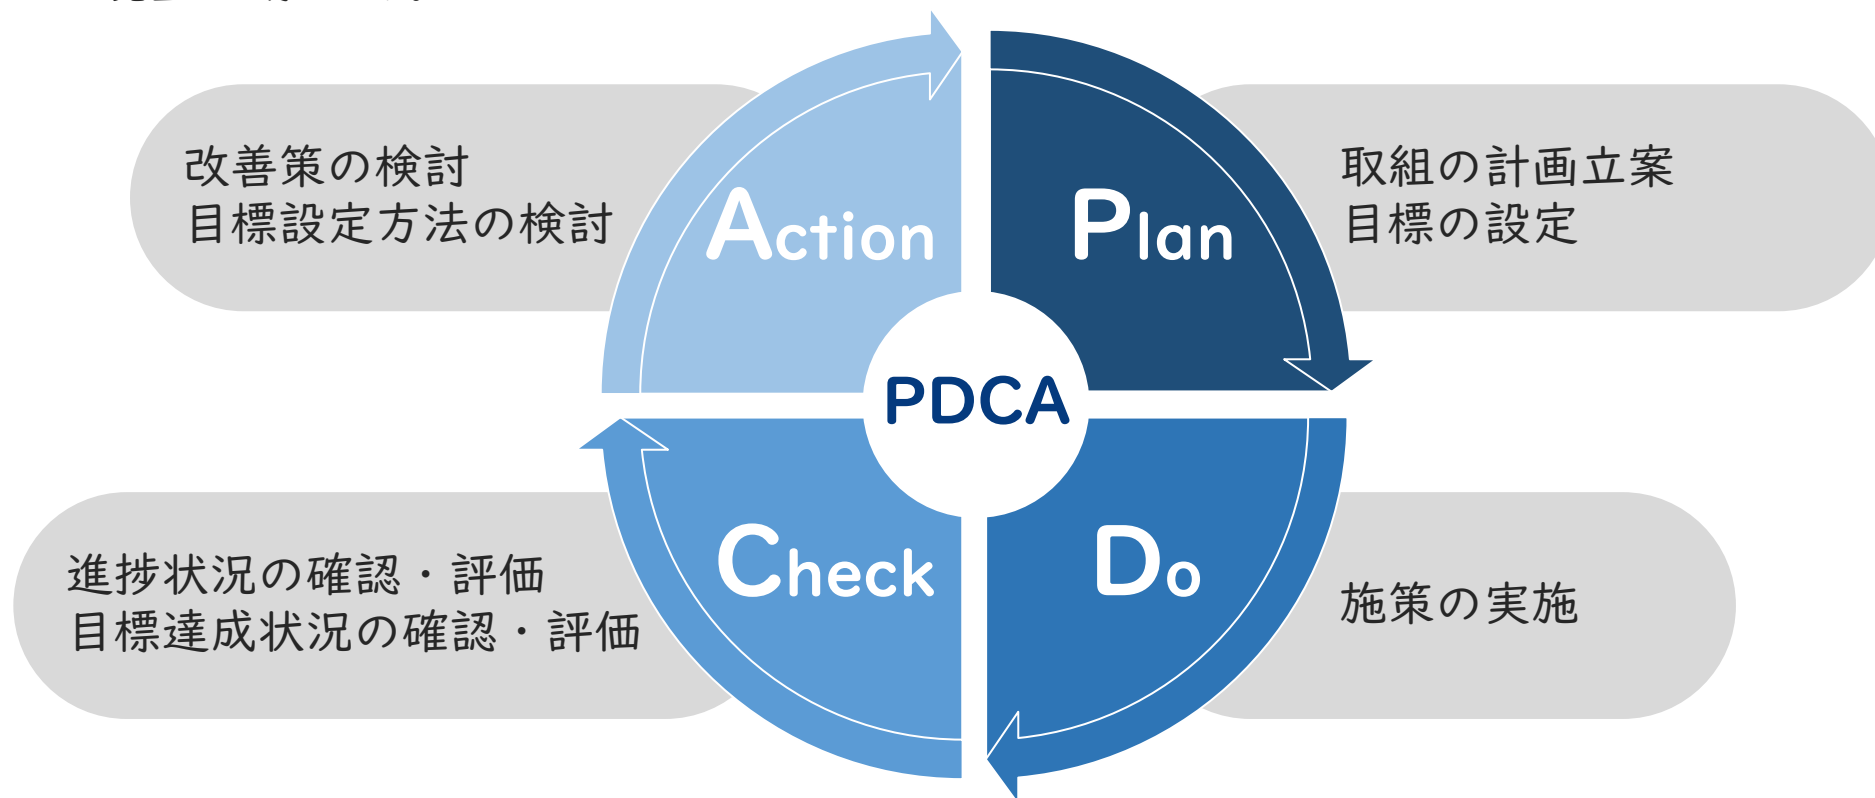 改善策の検討
目標設定方法の検討
Action
Plan
取組の計画立案
目標の設定
PDCA
進捗状況の確認・評価
目標達成状況の確認・評価
Check
Do
施策の実施